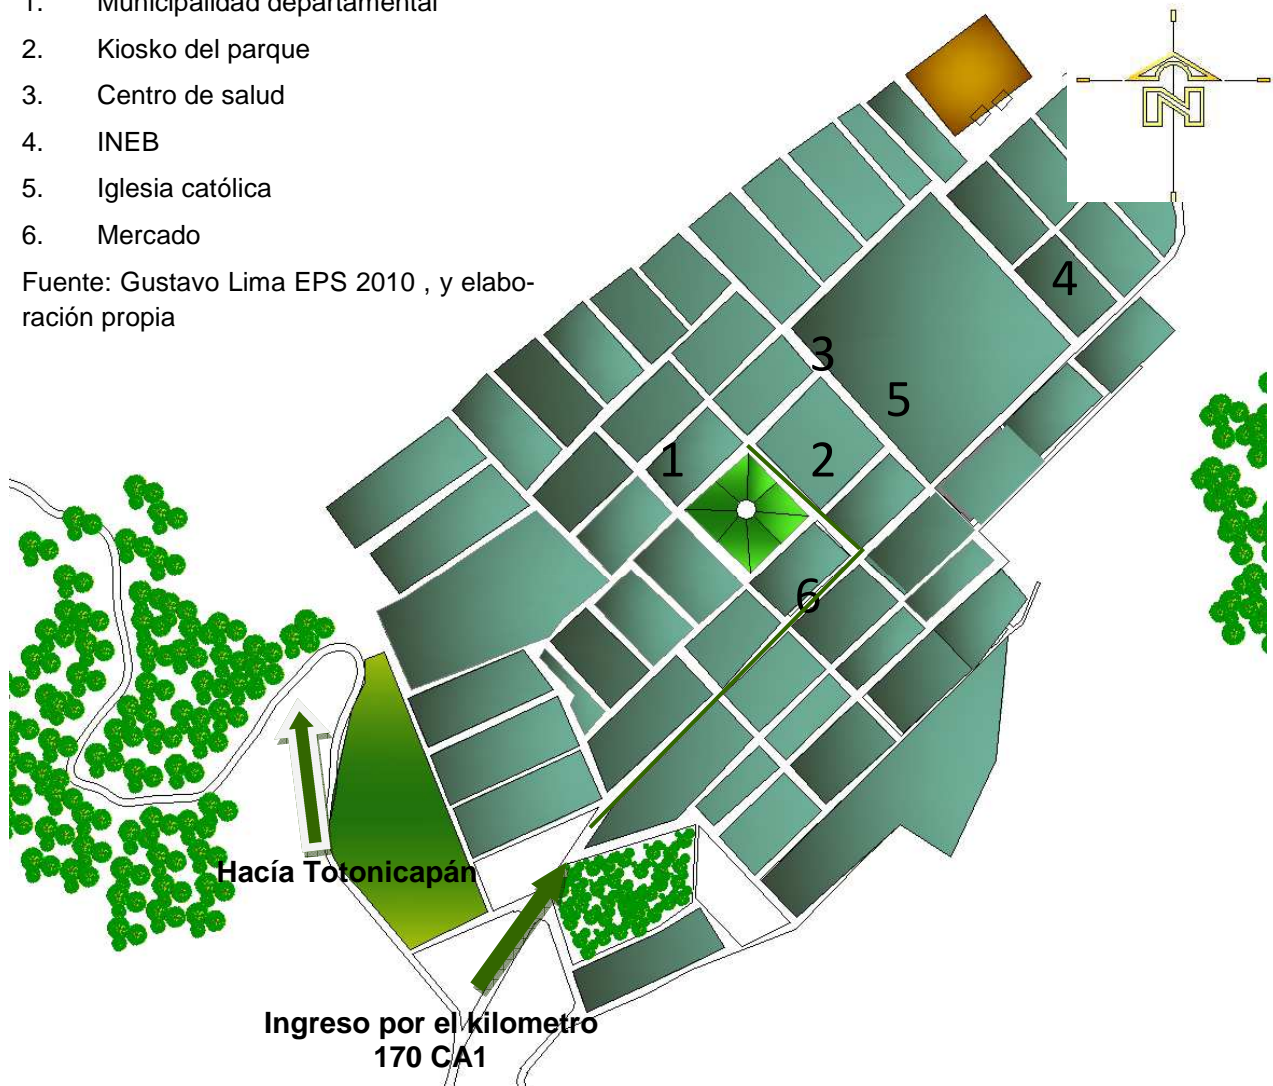 1. Municipalidad departamental
2. Kiosko del parque
3. Centro de salud
4. INEB
5. Iglesia católica
6. Mercado
Fuente: Gustavo Lima EPS 2010 , y elabo-
ración propia
N
4
3
5
1
2
6
Hacía Totonicapán
Ingreso por el kilometro
170 CA1